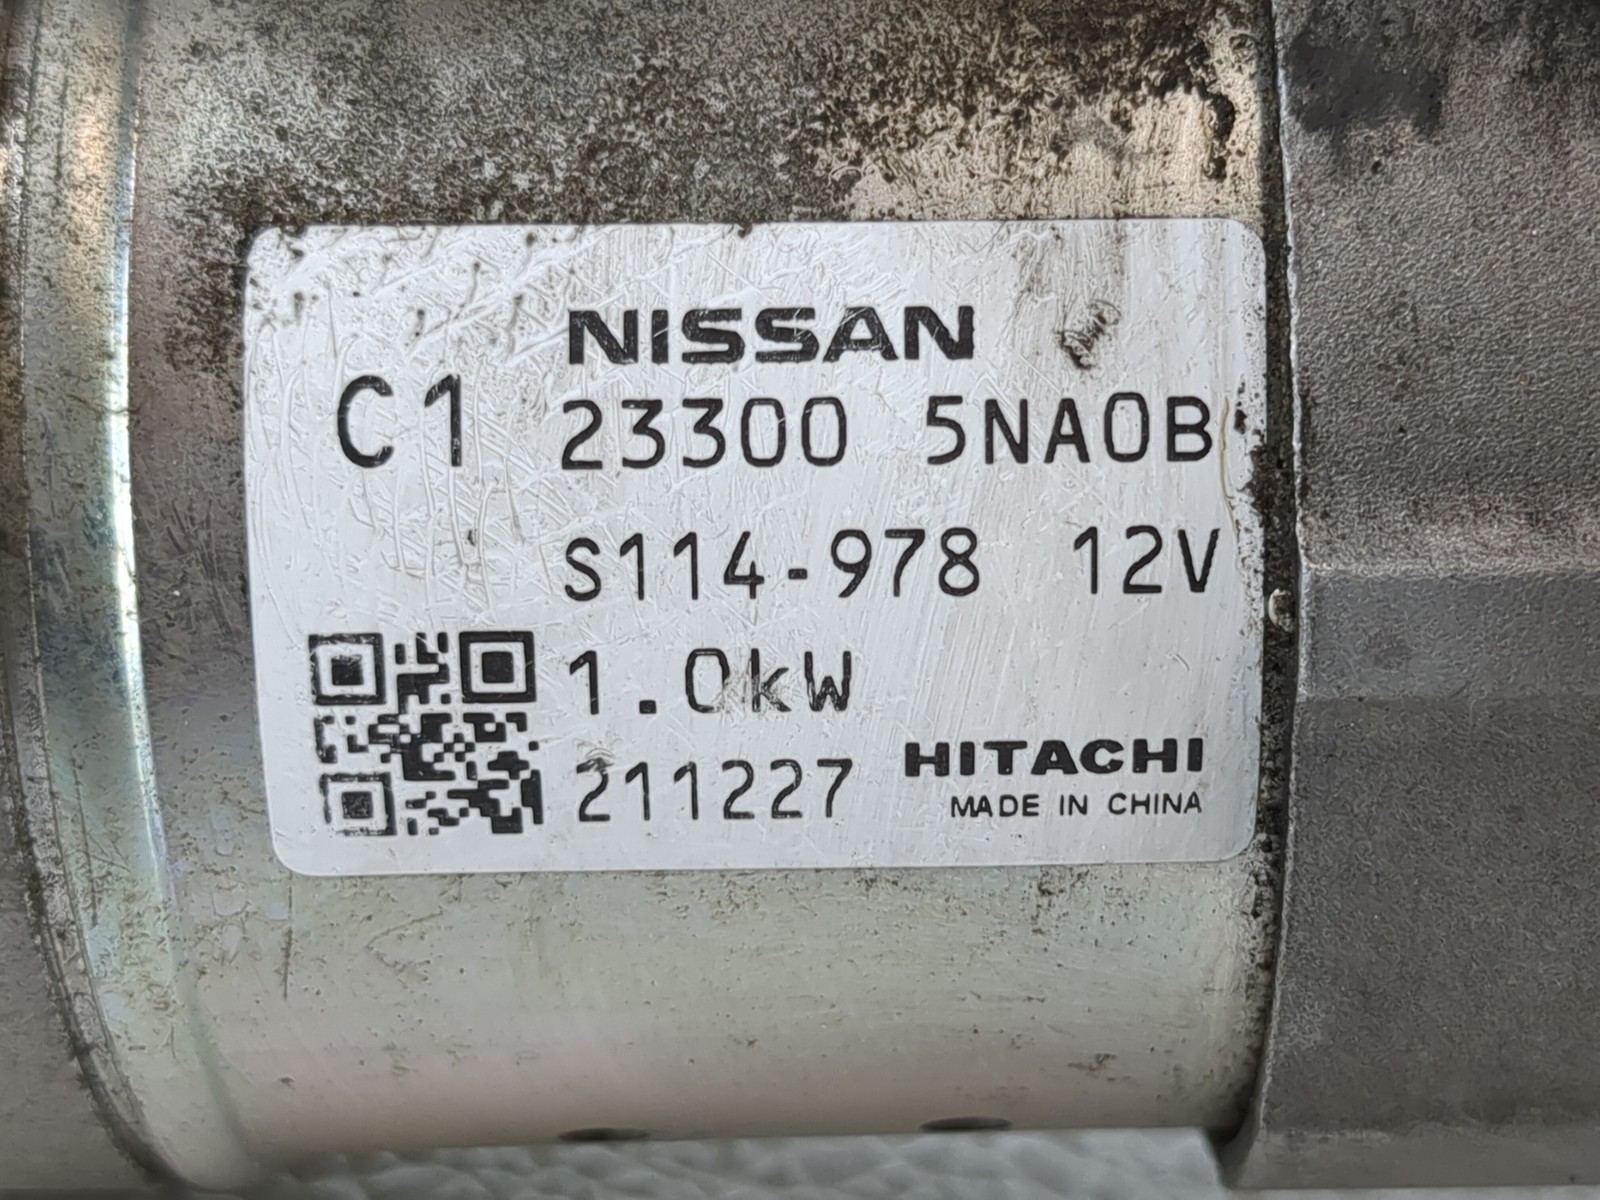 NISSAN
C1 23300 5NA0B
S114-978 12V
1.0kW
211227 HITACHI
MADE IN CHINA